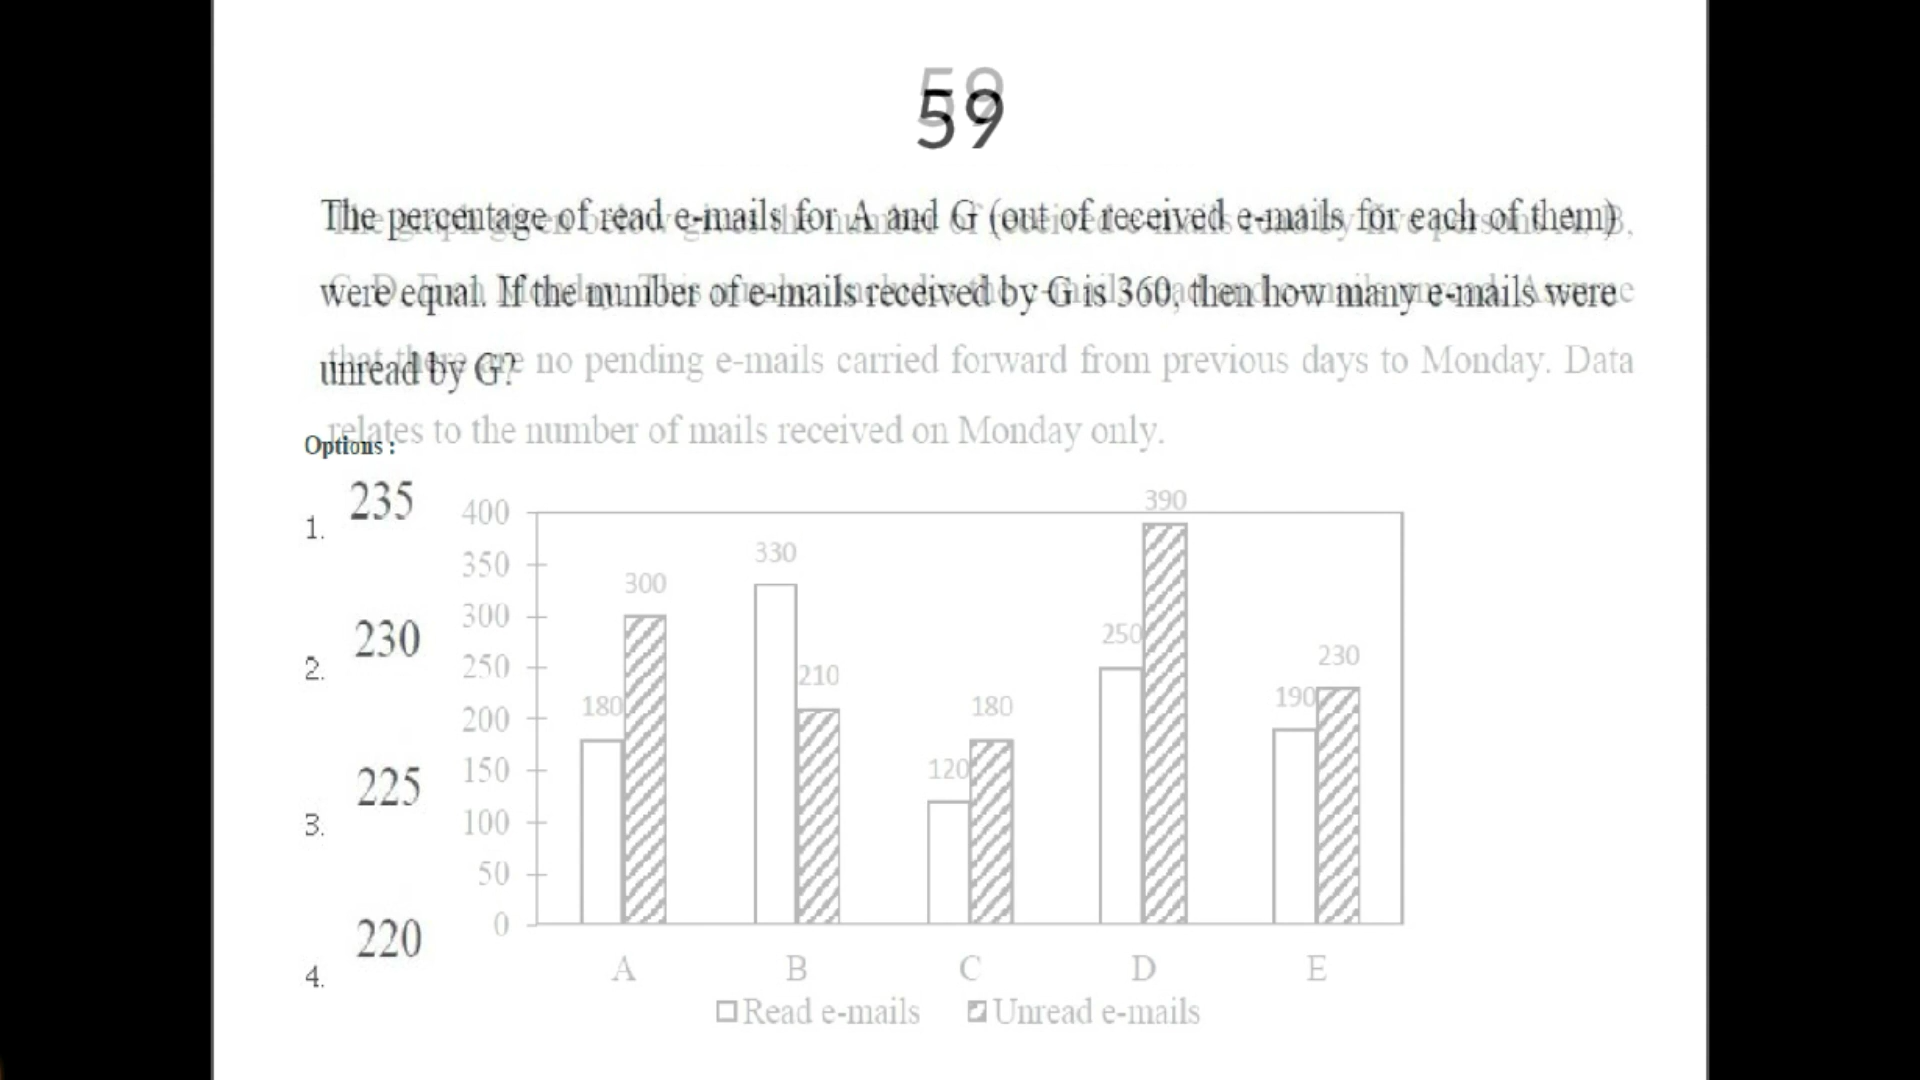 59
59
The percentage of read e-mails for A and G (out of received e-mails for each of them)
were equal. If the number of e-mails received by G is 360, then how many e-mails were
unread by G?
no pending e-mails carried forward from previous days to Monday. Data
relates to the number of mails received on Monday only.
Options :
1. 235
2. 230
3. 225
4. 220
400
350
300
250
200
150
100
50
0
180 300 330 210 120 180 250 390 190 230
A B C D E
Read e-mails Unread e-mails